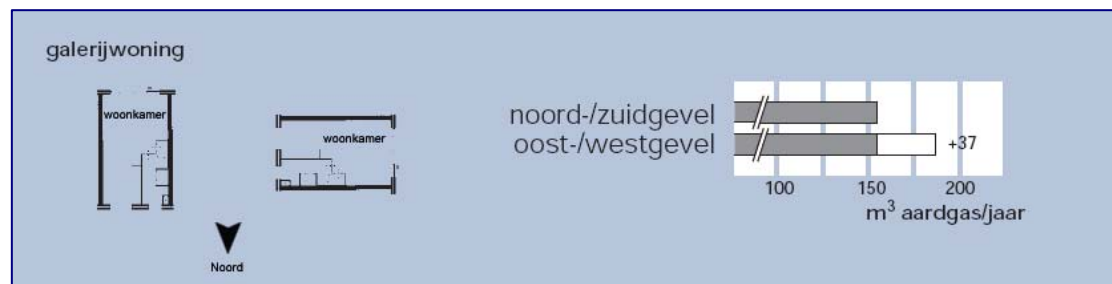 galerijwoning
woonkamer
woonkamer
Noord
noord-/zuidgevel
oost-/westgevel
+37
100 150 200
m³ aardgas/jaar